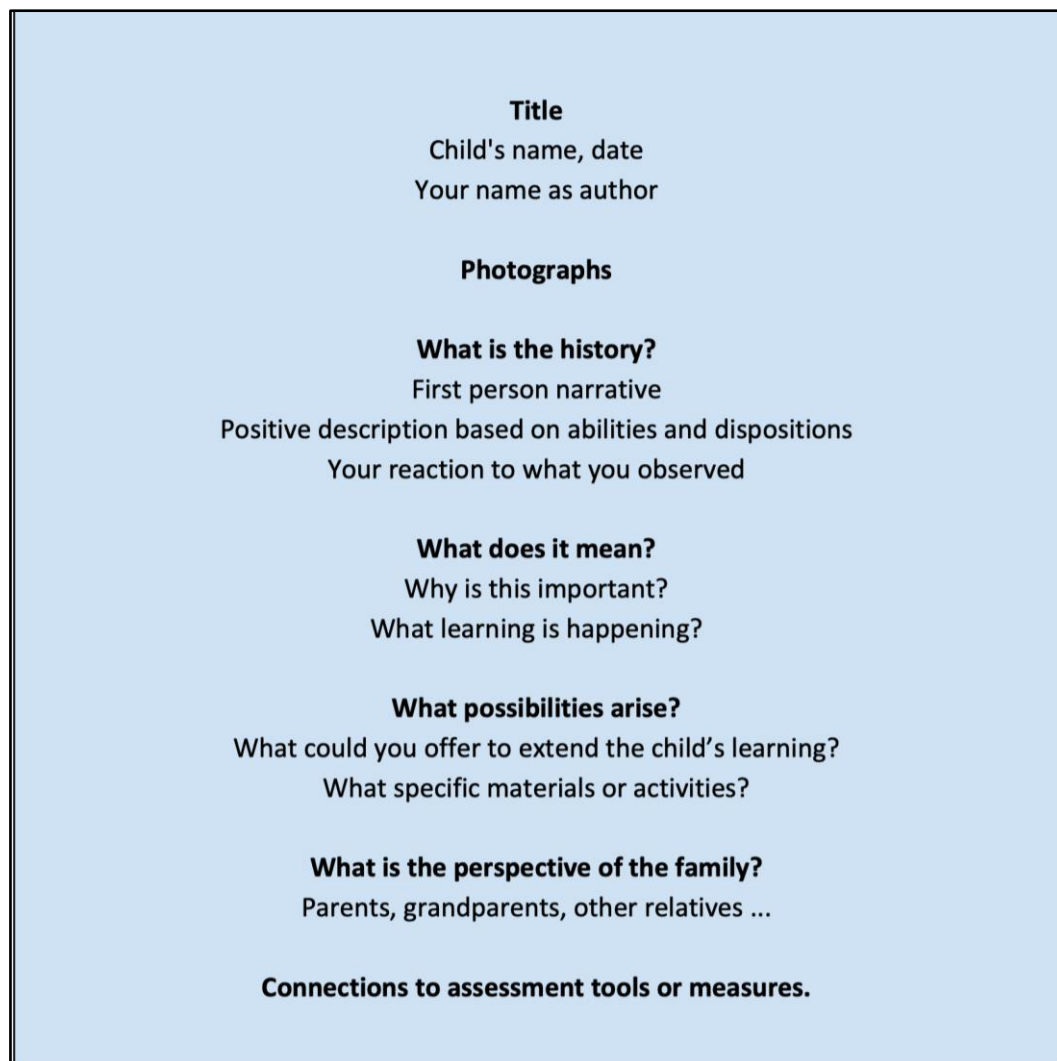 Title
Child's name, date
Your name as author
Photographs
What is the history?
First person narrative
Positive description based on abilities and dispositions
Your reaction to what you observed
What does it mean?
Why is this important?
What learning is happening?
What possibilities arise?
What could you offer to extend the child’s learning?
What specific materials or activities?
What is the perspective of the family?
Parents, grandparents, other relatives ...
Connections to assessment tools or measures.